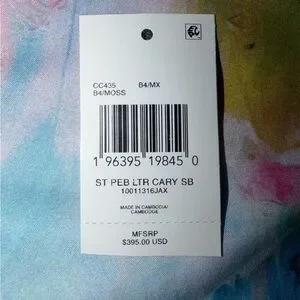 CC435 B4/MX
B4/MOSS
1 96395 19845 0
ST PEB LTR CARY SB
10011316JAX
MADE IN CAMBODIA/
CAMBODGE
MFSRP
$395.00 USD